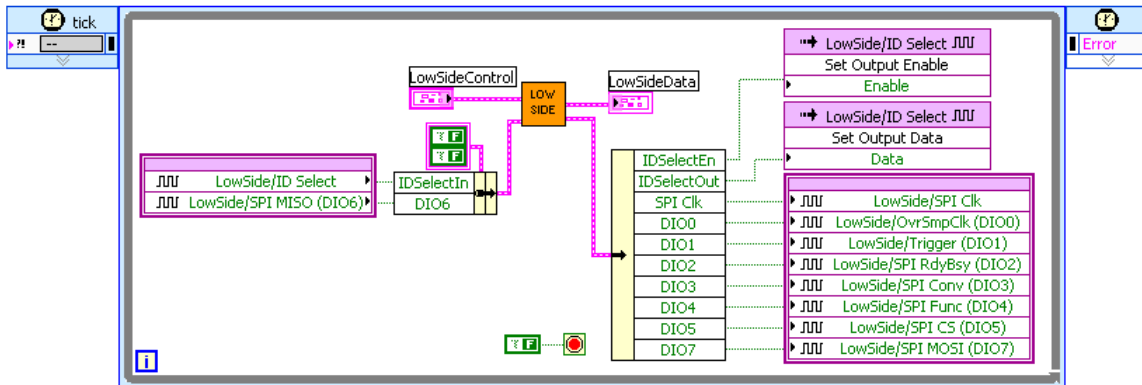 tick
?!
--
Error
LowSideControl
LOW
SIDE
LowSideData
LowSide/ID Select
Set Output Enable
Enable
LowSide/ID Select
Set Output Data
Data
F
F
LowSide/ID Select
LowSide/SPI MISO (DIO6)
IDSelectIn
DIO6
IDSelectEn
IDSelectOut
SPI Clk
DIO0
DIO1
DIO2
DIO3
DIO4
DIO5
DIO7
LowSide/SPI Clk
LowSide/OvrSmpClk (DIO0)
LowSide/Trigger (DIO1)
LowSide/SPI RdyBsy (DIO2)
LowSide/SPI Conv (DIO3)
LowSide/SPI Func (DIO4)
LowSide/SPI CS (DIO5)
LowSide/SPI MOSI (DIO7)
F
i